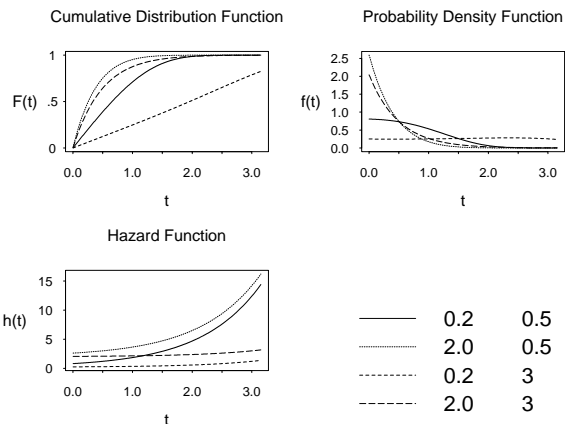 Cumulative Distribution Function
F(t)
1
.5
0
0.0 1.0 2.0 3.0
t
Probability Density Function
f(t)
2.5
2.0
1.5
1.0
0.5
0.0
0.0 1.0 2.0 3.0
t
Hazard Function
h(t)
15
10
5
0
0.0 1.0 2.0 3.0
t
0.2 0.5
2.0 0.5
0.2 3
2.0 3